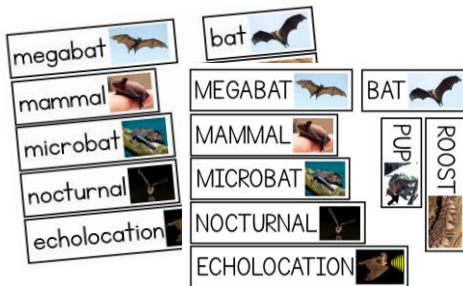 megabat
bat
mammal
microbat
nocturnal
echolocation
MEGABAT
BAT
MAMMAL
MICROBAT
NOCTURNAL
ECHOLOCATION
PUP
ROOST